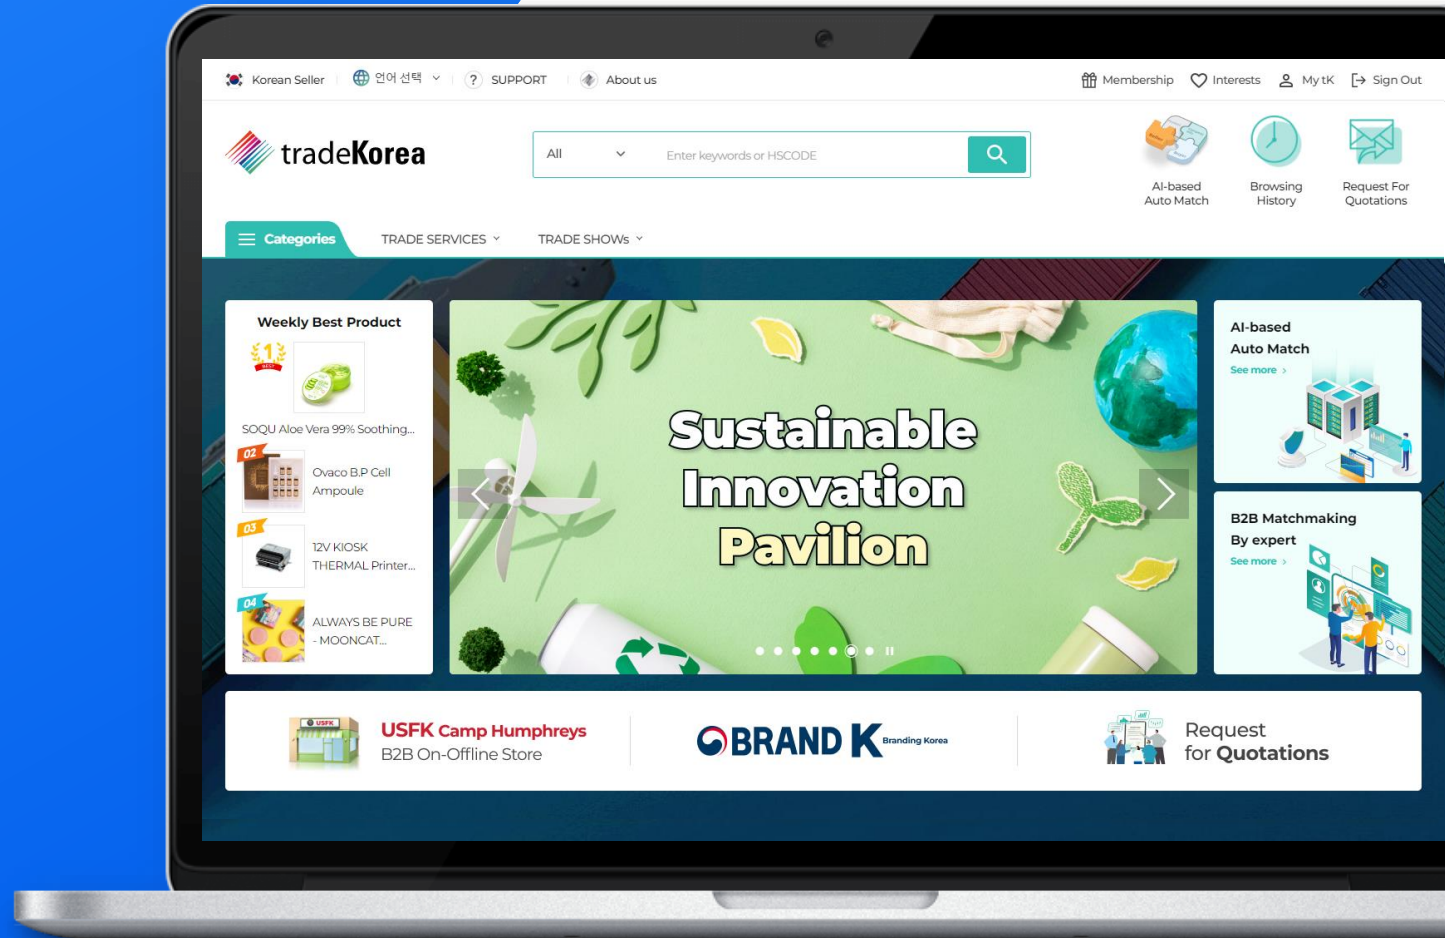 Korean Seller
언어 선택
? SUPPORT
About us
Membership
Interests
My tK
Sign Out
tradeKorea
All
Enter keywords or HSCODE
AI-based
Auto Match
Browsing
History
Request For
Quotations
Categories
TRADE SERVICES
TRADE SHOWs
Weekly Best Product
1
BEST
SOQU Aloe Vera 99% Soothing...
02
Ovaco B.P Cell
Ampoule
03
12V KIOSK
THERMAL Printer...
04
ALWAYS BE PURE
- MOONCAT...
Sustainable
Innovation
Pavilion
AI-based
Auto Match
See more
B2B Matchmaking
By expert
See more
USFK
USFK Camp Humphreys
B2B On-Offline Store
BRAND K
Branding Korea
Request
for Quotations